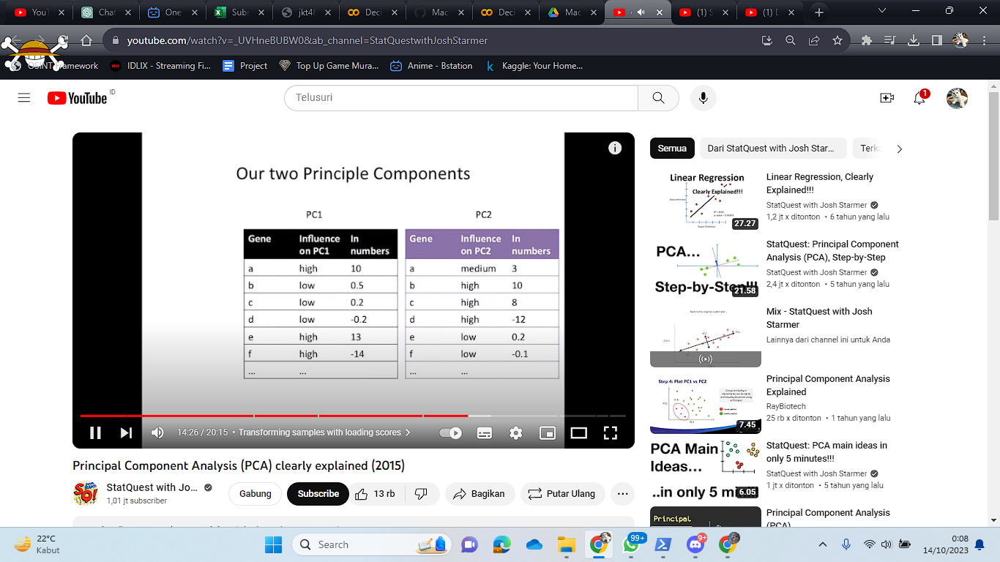 YouT
Chat
One
Subm
jkt48
Deci
Mac
Deci
Mac
(1) S
(1) D
youtube.com/watch?v=_UVHneBUBW0&ab_channel=StatQuestwithJoshStarmer
OSINT Framework
IDLIX - Streaming Fi...
Project
Top Up Game Mura...
Anime - Bstation
Kaggle: Your Home...
YouTube ID
Telusuri
1
Our two Principle Components
PC1
Gene Influence on PC1 In numbers
a high 10
b low 0.5
c low 0.2
d low -0.2
e high 13
f high -14
... ...
PC2
Gene Influence on PC2 In numbers
a medium 3
b high 10
c high 8
d high -12
e low 0.2
f low -0.1
... ...
14:26 / 20:15 • Transforming samples with loading scores
Principal Component Analysis (PCA) clearly explained (2015)
StatQuest with Jo...
1,01 jt subscriber
Gabung
Subscribe
13 rb
Bagikan
Putar Ulang
Semua
Dari StatQuest with Josh Star...
Terka
Linear Regression
Clearly Explained!!!
27.27
Linear Regression, Clearly
Explained!!!
StatQuest with Josh Starmer
1,2 jt x ditonton • 6 tahun yang lalu
PCA...
Step-by-Step!!!
21.58
StatQuest: Principal Component
Analysis (PCA), Step-by-Step
StatQuest with Josh Starmer
2,4 jt x ditonton • 5 tahun yang lalu
Mix - StatQuest with Josh
Starmer
Lainnya dari channel ini untuk Anda
Step 4: Plot PC1 vs PC2
PC2
PC1
7.45
Principal Component Analysis
Explained
RayBiotech
25 rb x ditonton • 1 tahun yang lalu
PCA Main
Ideas...
..in only 5 min
6.05
StatQuest: PCA main ideas in
only 5 minutes!!!
StatQuest with Josh Starmer
1 jt x ditonton • 5 tahun yang lalu
Principal
Principal Component Analysis
(PCA)
22°C
Kabut
Search
99+
9+
0:08
14/10/2023